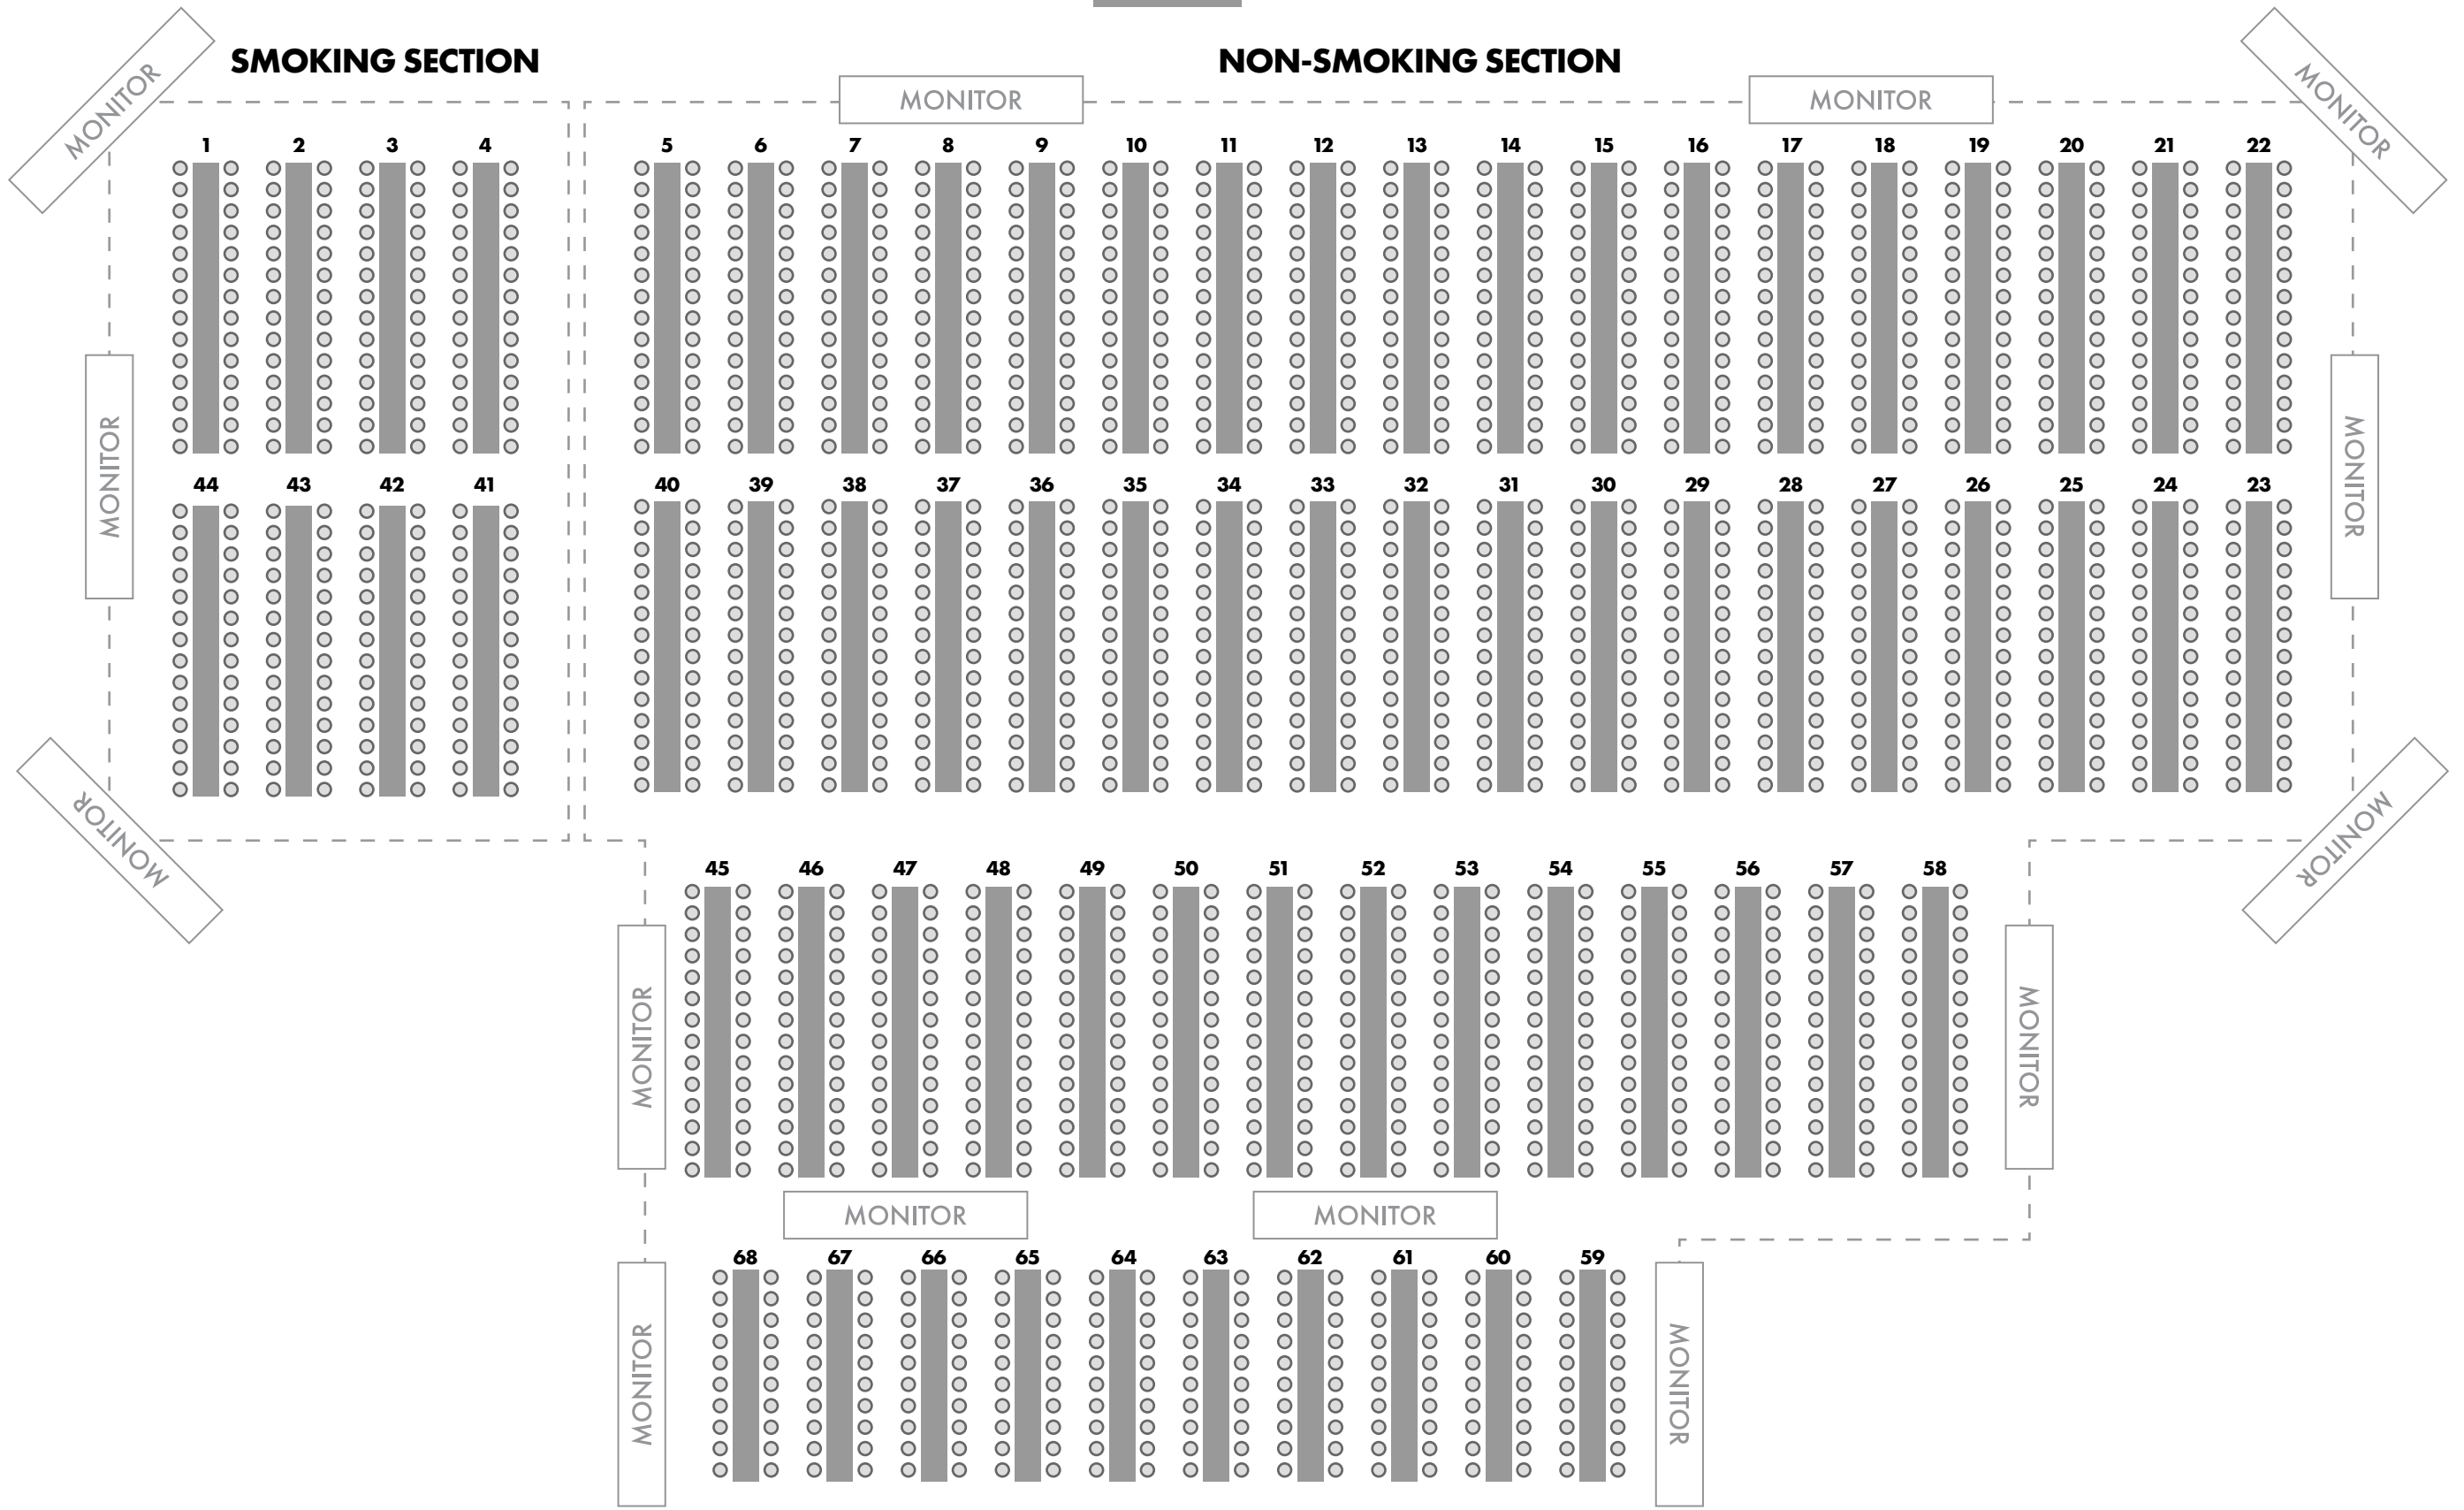 SMOKING SECTION
NON-SMOKING SECTION
MONITOR
MONITOR
MONITOR
MONITOR
1 2 3 4 5 6 7 8 9 10 11 12 13 14 15 16 17 18 19 20 21 22
MONITOR
MONITOR
44 43 42 41 40 39 38 37 36 35 34 33 32 31 30 29 28 27 26 25 24 23
MONITOR
MONITOR
45 46 47 48 49 50 51 52 53 54 55 56 57 58
MONITOR
MONITOR
MONITOR
MONITOR
68 67 66 65 64 63 62 61 60 59
MONITOR
MONITOR